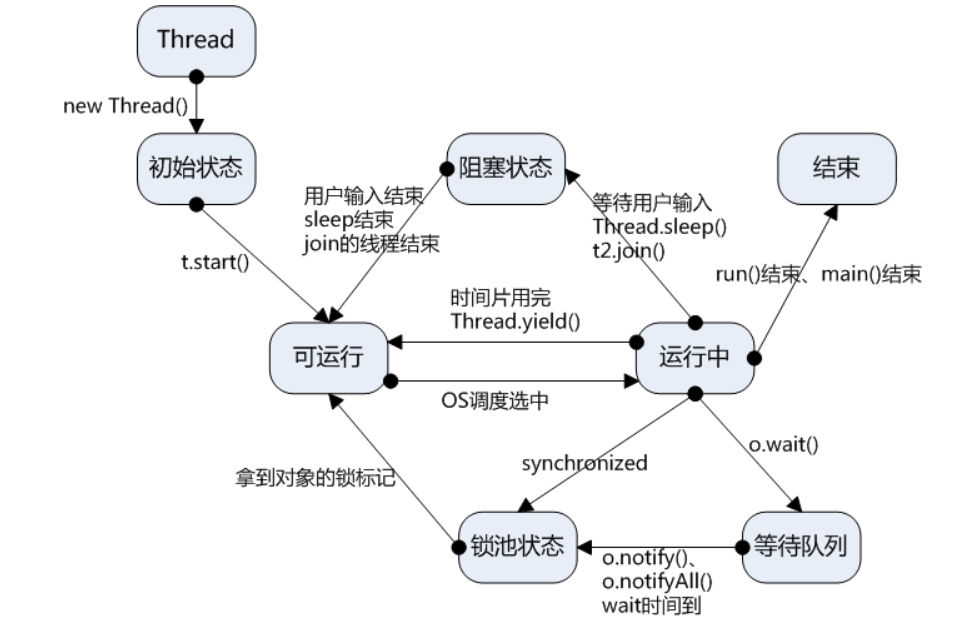 Thread
new Thread()
初始状态
阻塞状态
结束
用户输入结束
sleep结束
join的线程结束
等待用户输入
Thread.sleep()
t2.join()
t.start()
run()结束、main()结束
时间片用完
Thread.yield()
可运行
运行中
OS调度选中
o.wait()
synchronized
拿到对象的锁标记
锁池状态
等待队列
o.notify()、
o.notifyAll()
wait时间到